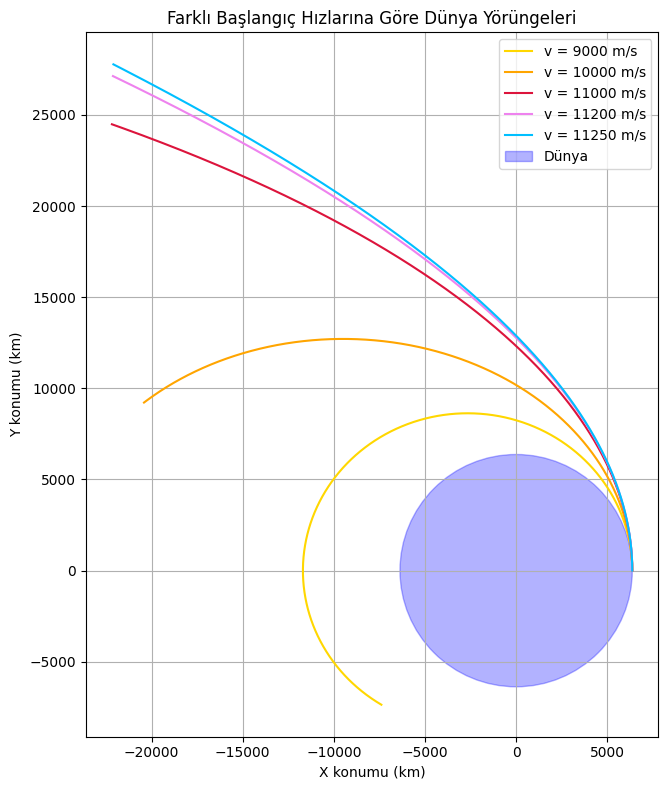 Farklı Başlangıç Hızlarına Göre Dünya Yörüngeleri
v = 9000 m/s
v = 10000 m/s
v = 11000 m/s
v = 11200 m/s
v = 11250 m/s
Dünya
Y konumu (km)
25000
20000
15000
10000
5000
0
−5000
−20000
−15000
−10000
−5000
0
5000
X konumu (km)